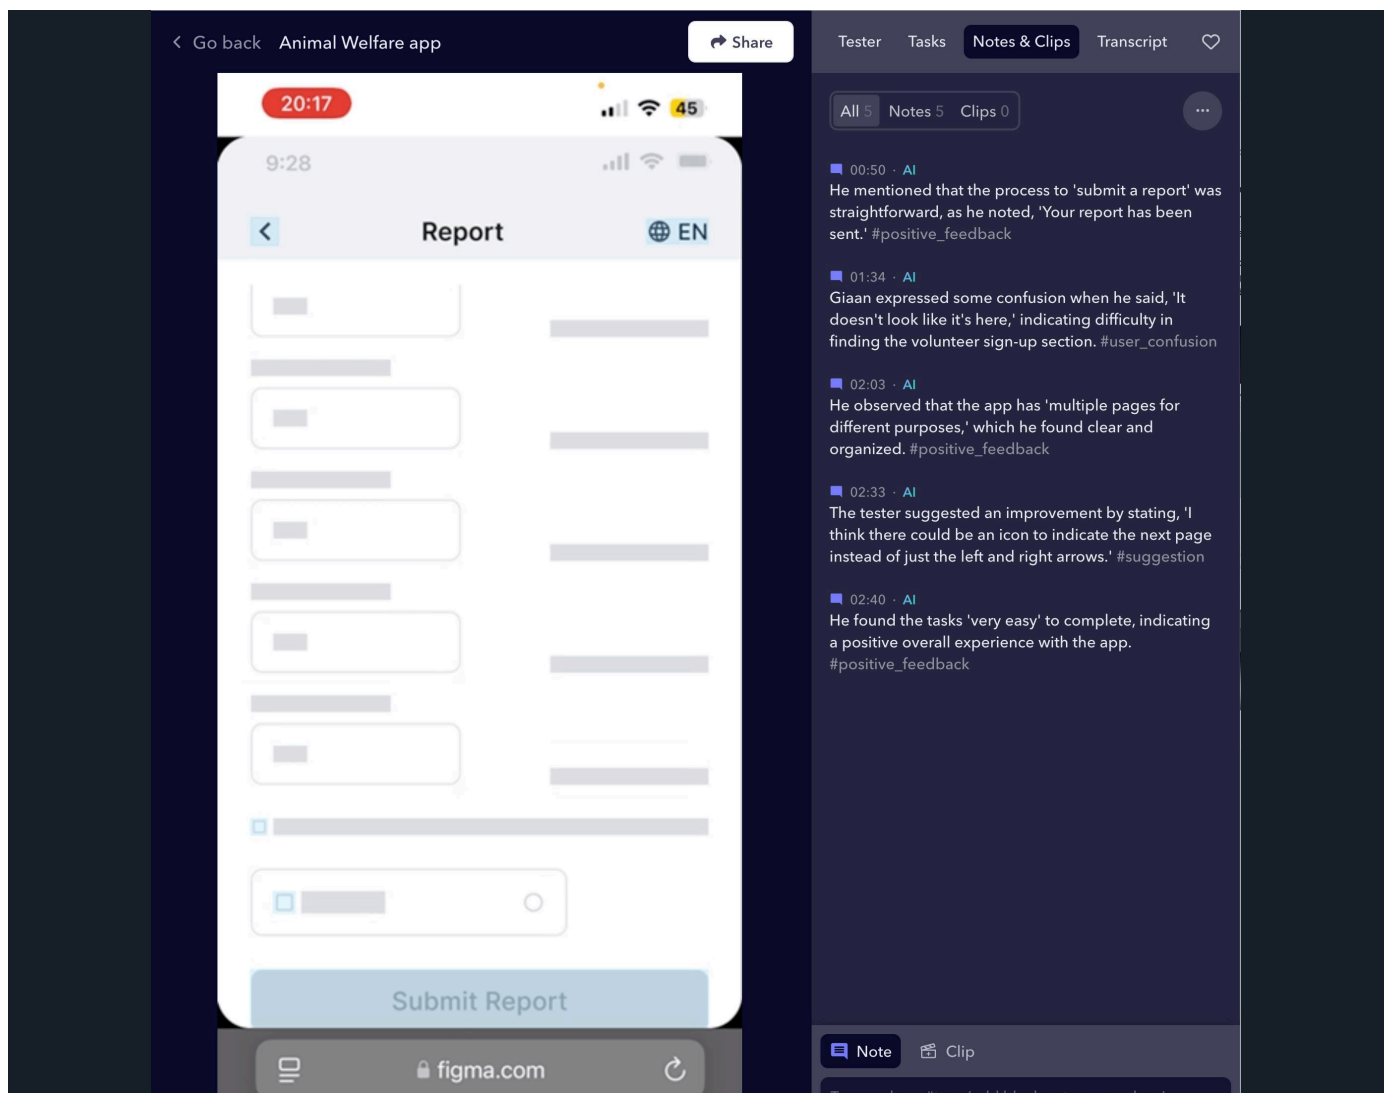 Go back Animal Welfare app Share
20:17 45
9:28
Report EN
Submit Report
figma.com
Tester Tasks Notes & Clips Transcript
All 5 Notes 5 Clips 0
00:50 · AI
He mentioned that the process to 'submit a report' was
straightforward, as he noted, 'Your report has been
sent.' #positive_feedback
01:34 · AI
Giaan expressed some confusion when he said, 'It
doesn't look like it's here,' indicating difficulty in
finding the volunteer sign-up section. #user_confusion
02:03 · AI
He observed that the app has 'multiple pages for
different purposes,' which he found clear and
organized. #positive_feedback
02:33 · AI
The tester suggested an improvement by stating, 'I
think there could be an icon to indicate the next page
instead of just the left and right arrows.' #suggestion
02:40 · AI
He found the tasks 'very easy' to complete, indicating
a positive overall experience with the app.
#positive_feedback
Note Clip